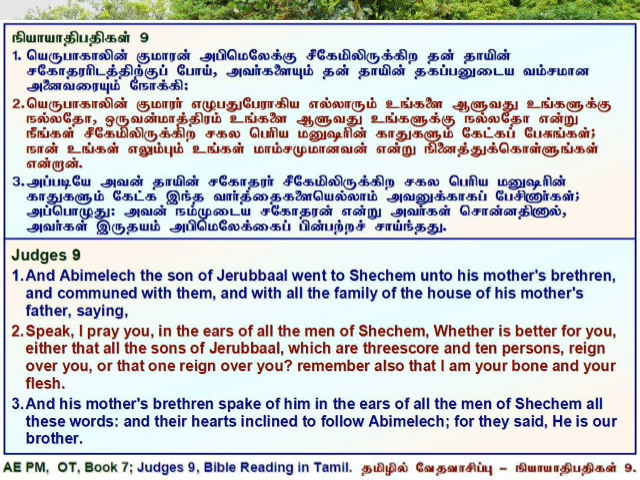 நியாயாதிபதிகள் 9
1. யெருபாகாலின் குமாரன் அபிமெலேக்கு சீகேமிலிருக்கிற தன் தாயின்
சகோதரரிடத்திற்குப் போய், அவர்களையும் தன் தாயின் தகப்பனுடைய வம்சமான
அனைவரையும் நோக்கி:
2.யெருபாகாலின் குமாரர் எழுபதுபேராகிய எல்லாரும் உங்களை ஆளுவது உங்களுக்கு
நல்லதோ, ஒருவன்மாத்திரம் உங்களை ஆளுவது உங்களுக்கு நல்லதோ என்று
நீங்கள் சீகேமிலிருக்கிற சகல பெரிய மனுஷரின் காதுகளும் கேட்கப் பேசுங்கள்;
நான் உங்கள் எலும்பும் உங்கள் மாம்சமுமானவன் என்று நினைத்துக்கொள்ளுங்கள்
என்றான்.
3.அப்படியே அவன் தாயின் சகோதரர் சீகேமிலிருக்கிற சகல பெரிய மனுஷரின்
காதுகளும் கேட்க இந்த வார்த்தைகளையெல்லாம் அவனுக்காகப் பேசினார்கள்;
அப்பொழுது: அவன் நம்முடைய சகோதரன் என்று அவர்கள் சொன்னதினால்,
அவர்கள் இருதயம் அபிமெலேக்கைப் பின்பற்றச் சாய்ந்தது.
Judges 9
1.And Abimelech the son of Jerubbaal went to Shechem unto his mother's brethren,
and communed with them, and with all the family of the house of his mother's
father, saying,
2.Speak, I pray you, in the ears of all the men of Shechem, Whether is better for you,
either that all the sons of Jerubbaal, which are threescore and ten persons, reign
over you, or that one reign over you? remember also that I am your bone and your
flesh.
3.And his mother's brethren spake of him in the ears of all the men of Shechem all
these words: and their hearts inclined to follow Abimelech; for they said, He is our
brother.
AE PM, OT, Book 7; Judges 9, Bible Reading in Tamil. தமிழில் வேதவாசிப்பு – நியாயாதிபதிகள் 9.